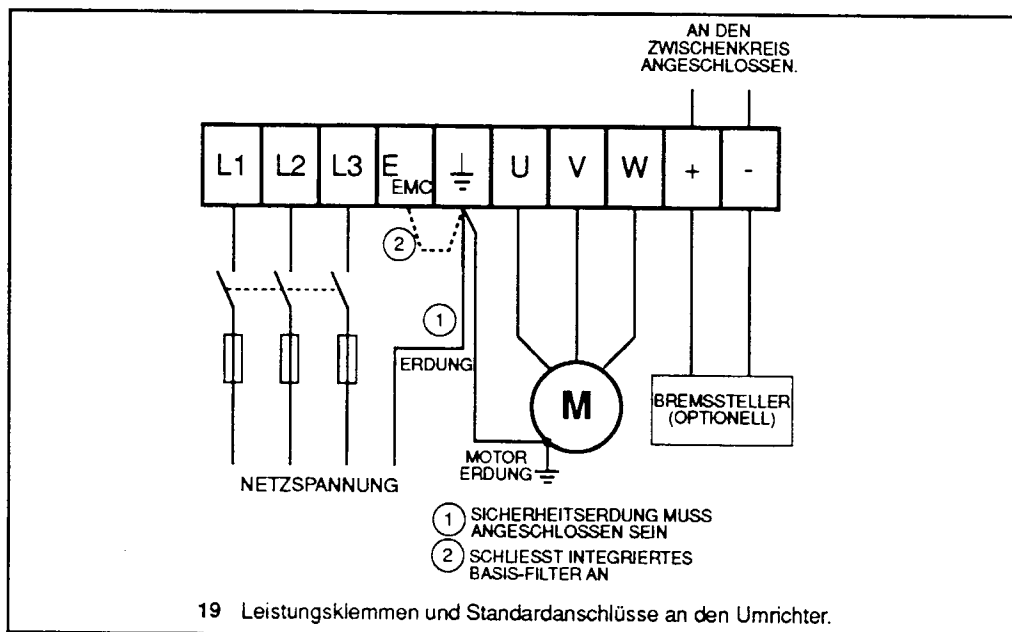 AN DEN
ZWISCHENKREIS
ANGESCHLOSSEN.
L1 L2 L3 E EMC U V W + -
2
1
ERDUNG
M
BREMSSTELLER
(OPTIONELL)
MOTOR
ERDUNG
NETZSPANNUNG
1 SICHERHEITSERDUNG MUSS
ANGESCHLOSSEN SEIN
2 SCHLIESST INTEGRIERTES
BASIS-FILTER AN
19 Leistungsklemmen und Standardanschlüsse an den Umrichter.